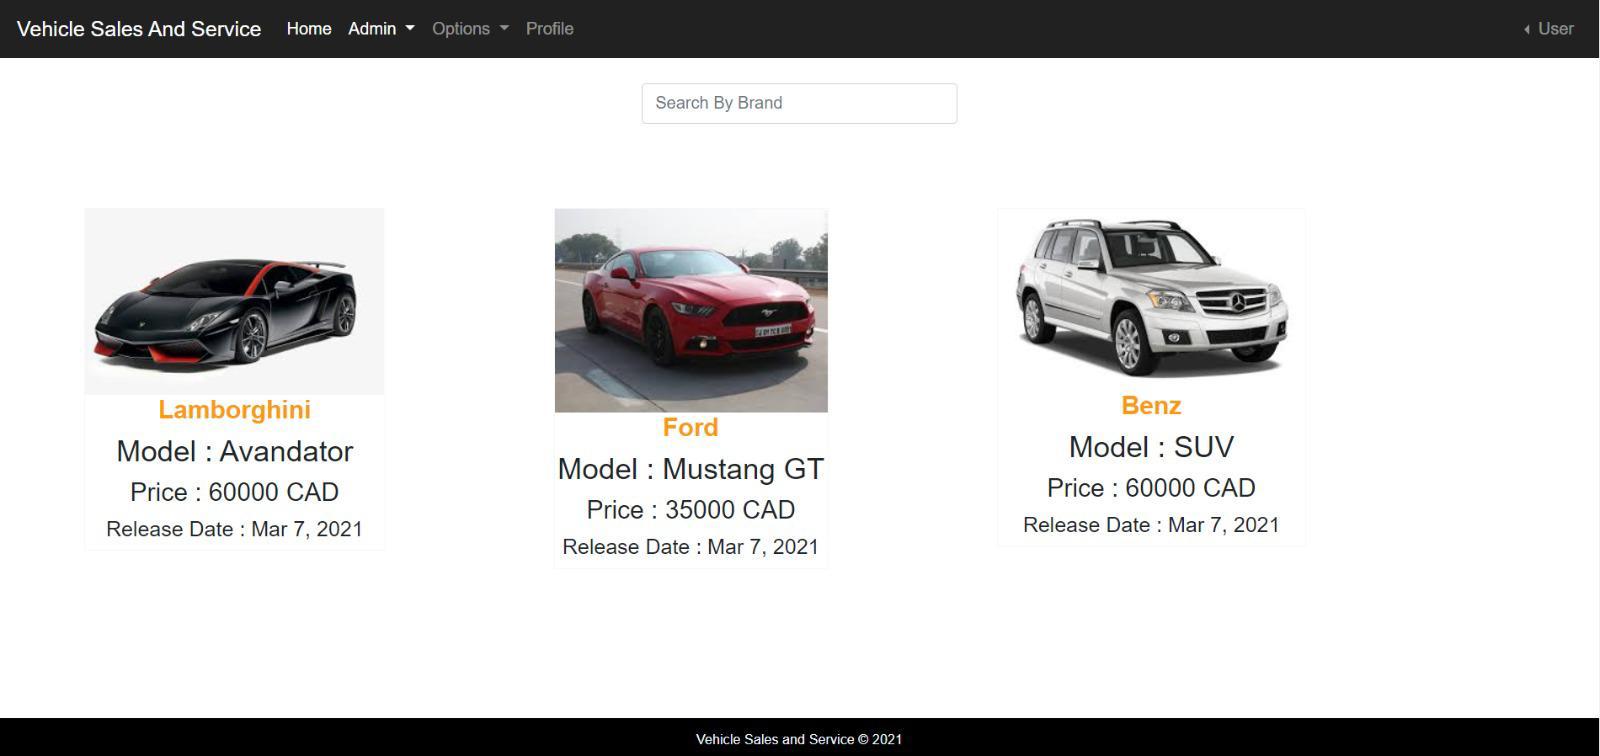 Vehicle Sales And Service Home Admin Options Profile User
Search By Brand
Lamborghini
Model : Avandator
Price : 60000 CAD
Release Date : Mar 7, 2021
Ford
Model : Mustang GT
Price : 35000 CAD
Release Date : Mar 7, 2021
Benz
Model : SUV
Price : 60000 CAD
Release Date : Mar 7, 2021
Vehicle Sales and Service © 2021